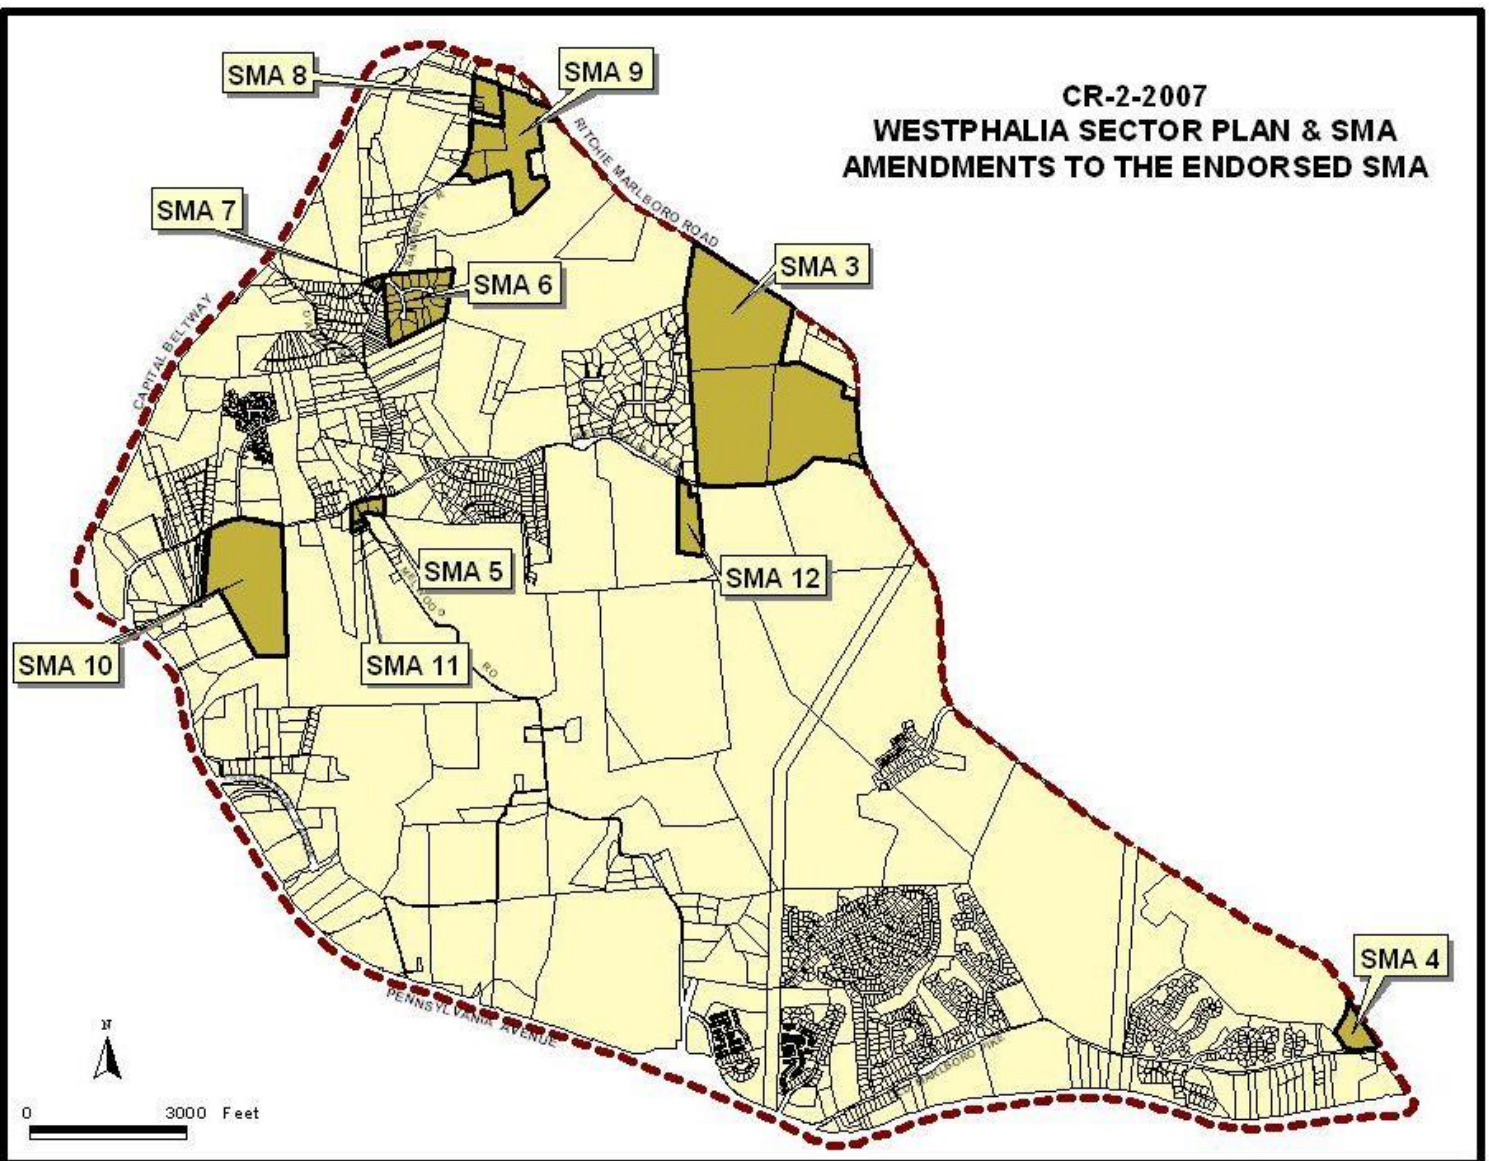 CR-2-2007
WESTPHALIA SECTOR PLAN & SMA
AMENDMENTS TO THE ENDORSED SMA
SMA 8
SMA 9
RITCHIE MARLBORO ROAD
SMA 7
SANSBURY
SMA 3
SMA 6
CAPITAL BELTWAY
SMA 5
SMA 12
MELWOOD RD
SMA 10
SMA 11
SMA 4
PENNSYLVANIA AVENUE
MARLBORO PIKE
N
0 3000 Feet